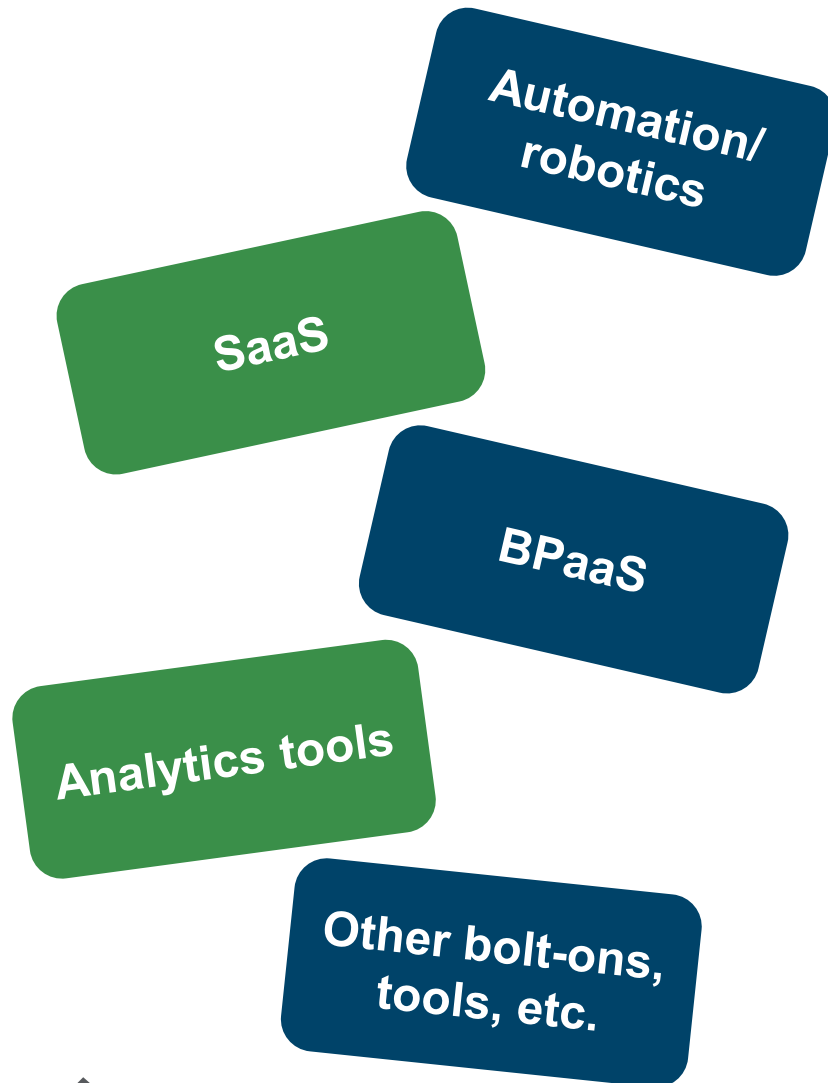 Automation/
robotics
SaaS
BPaaS
Analytics tools
Other bolt-ons,
tools, etc.